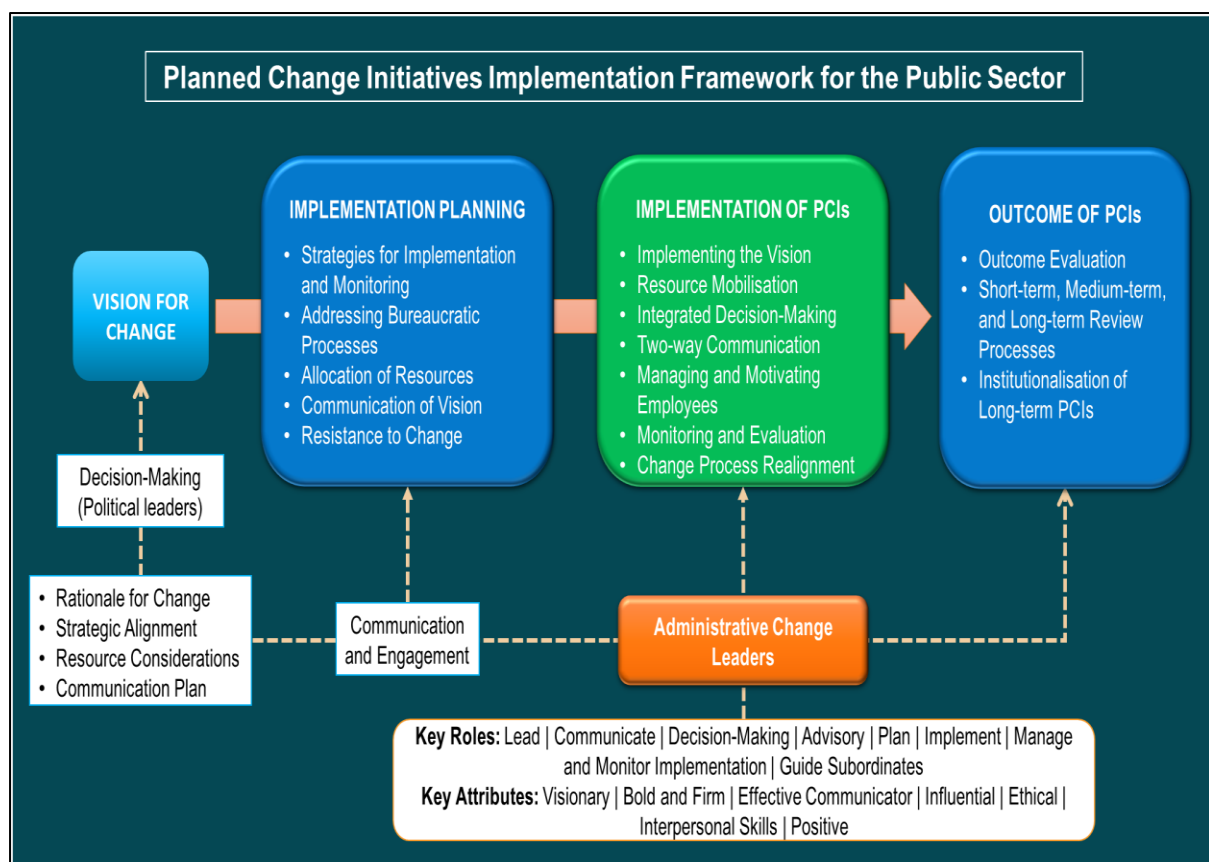 Planned Change Initiatives Implementation Framework for the Public Sector
VISION FOR
CHANGE
IMPLEMENTATION PLANNING
• Strategies for Implementation
and Monitoring
• Addressing Bureaucratic
Processes
• Allocation of Resources
• Communication of Vision
• Resistance to Change
IMPLEMENTATION OF PCIs
• Implementing the Vision
• Resource Mobilisation
• Integrated Decision-Making
• Two-way Communication
• Managing and Motivating
Employees
• Monitoring and Evaluation
• Change Process Realignment
OUTCOME OF PCIs
• Outcome Evaluation
• Short-term, Medium-term,
and Long-term Review
Processes
• Institutionalisation of
Long-term PCIs
Decision-Making
(Political leaders)
• Rationale for Change
• Strategic Alignment
• Resource Considerations
• Communication Plan
Communication
and Engagement
Administrative Change
Leaders
Key Roles: Lead | Communicate | Decision-Making | Advisory | Plan | Implement | Manage
and Monitor Implementation | Guide Subordinates
Key Attributes: Visionary | Bold and Firm | Effective Communicator | Influential | Ethical |
Interpersonal Skills | Positive